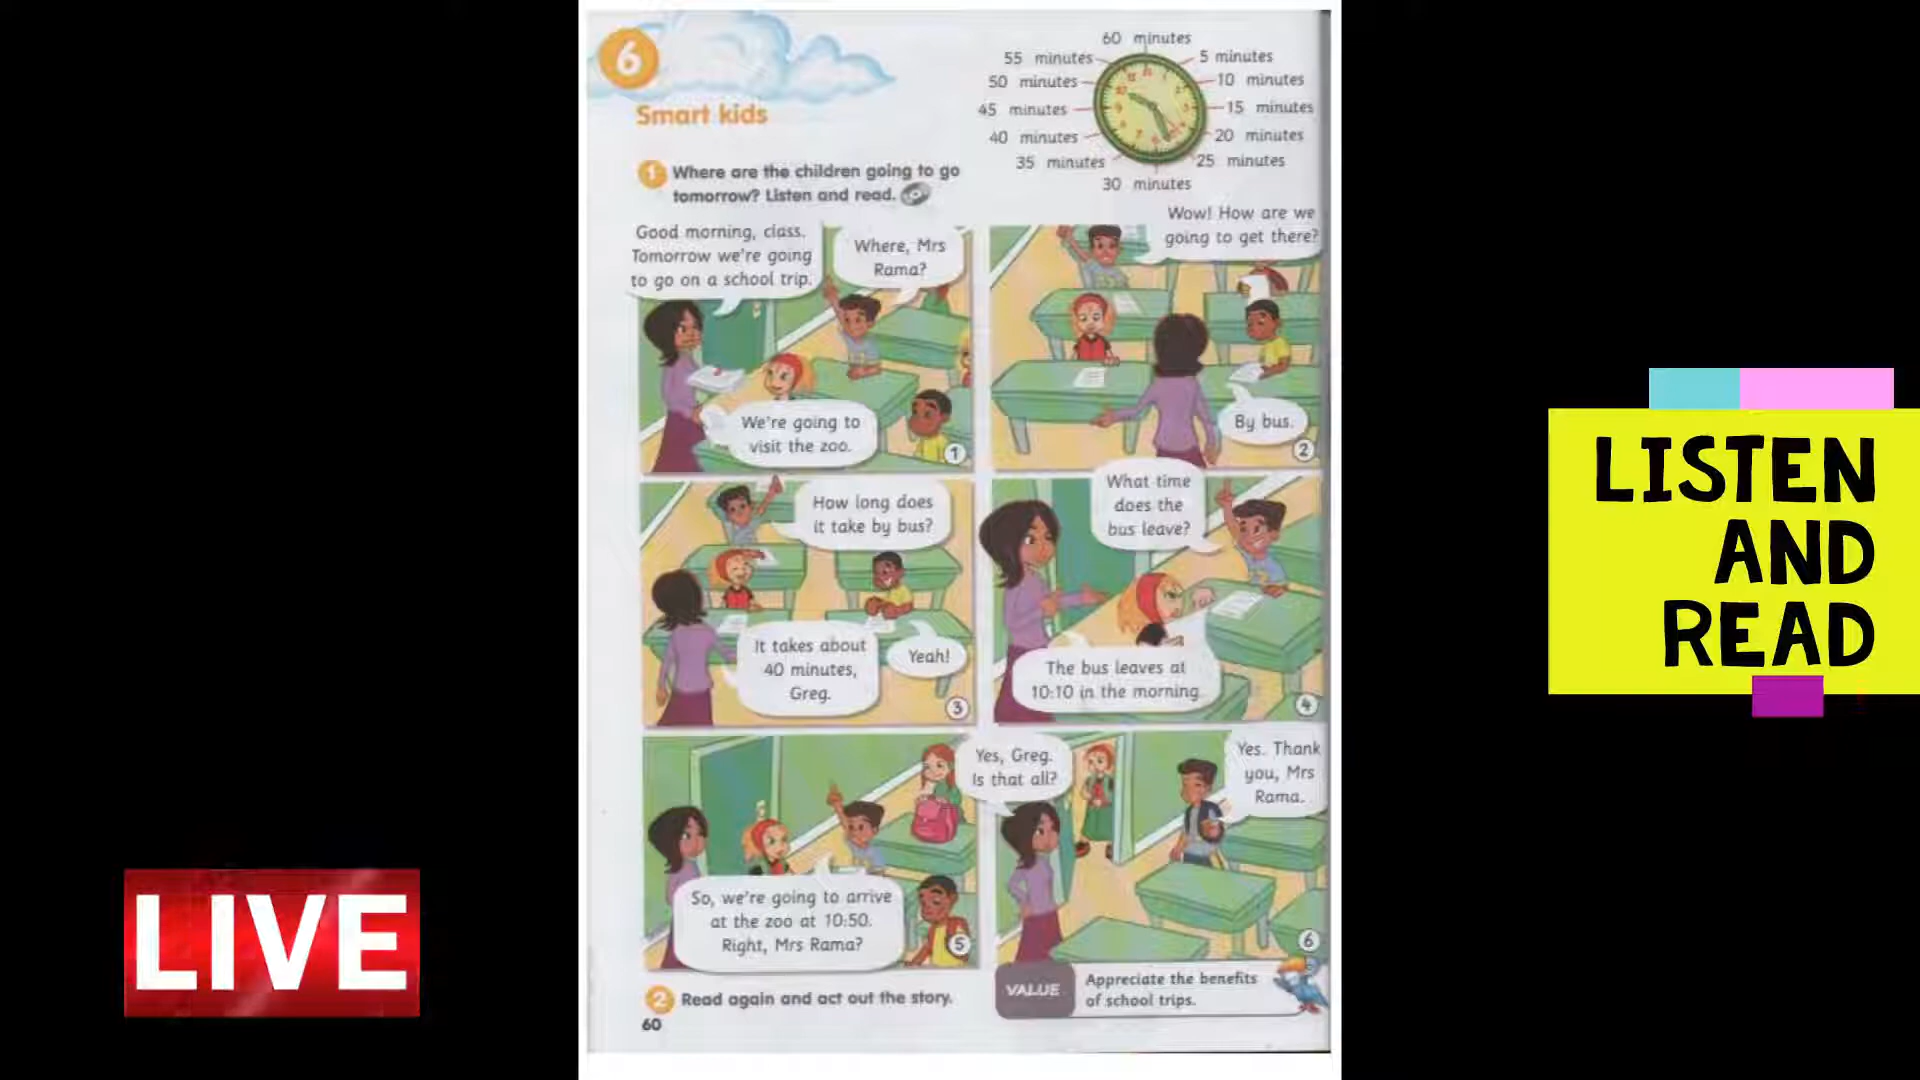 6
Smart kids
60 minutes
55 minutes
5 minutes
50 minutes
10 minutes
45 minutes
15 minutes
40 minutes
20 minutes
35 minutes
25 minutes
30 minutes
1 Where are the children going to go
tomorrow? Listen and read.
Good morning, class.
Tomorrow we're going
to go on a school trip.
Where, Mrs
Rama?
We're going to
visit the zoo.
1
Wow! How are we
going to get there?
By bus.
2
How long does
it take by bus?
It takes about
40 minutes,
Greg.
Yeah!
3
What time
does the
bus leave?
The bus leaves at
10:10 in the morning
4
So, we're going to arrive
at the zoo at 10:50.
Right, Mrs Rama?
5
Yes, Greg.
Is that all?
Yes. Thank
you, Mrs
Rama.
6
2 Read again and act out the story.
60
VALUE
Appreciate the benefits
of school trips.
LIVE
LISTEN
AND
READ